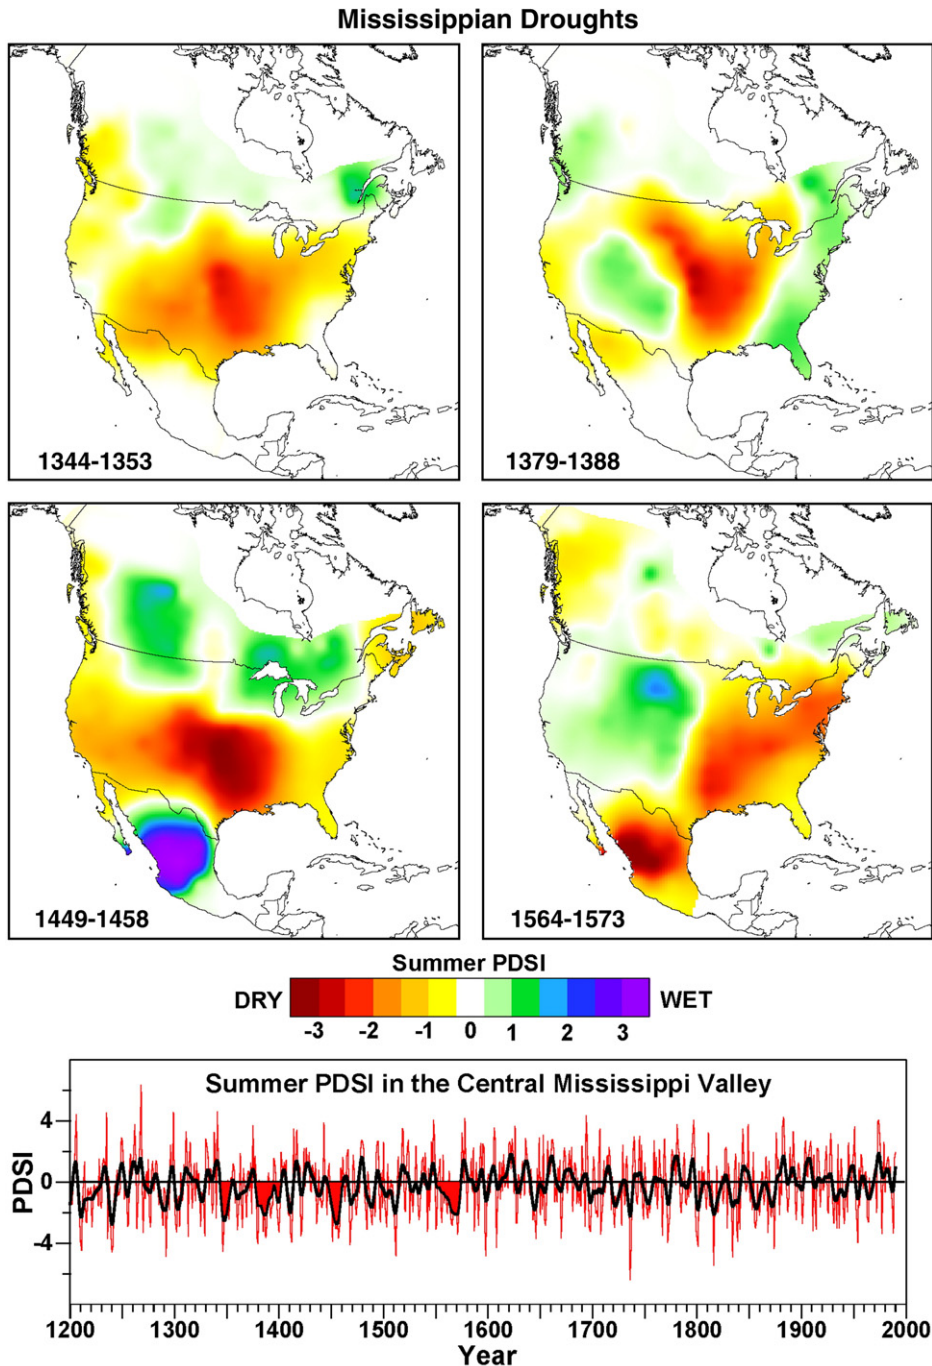 Mississippian Droughts
1344-1353
1379-1388
1449-1458
1564-1573
Summer PDSI
DRY
WET
-3 -2 -1 0 1 2 3
Summer PDSI in the Central Mississippi Valley
PDSI
4
0
-4
1200 1300 1400 1500 1600 1700 1800 1900 2000
Year